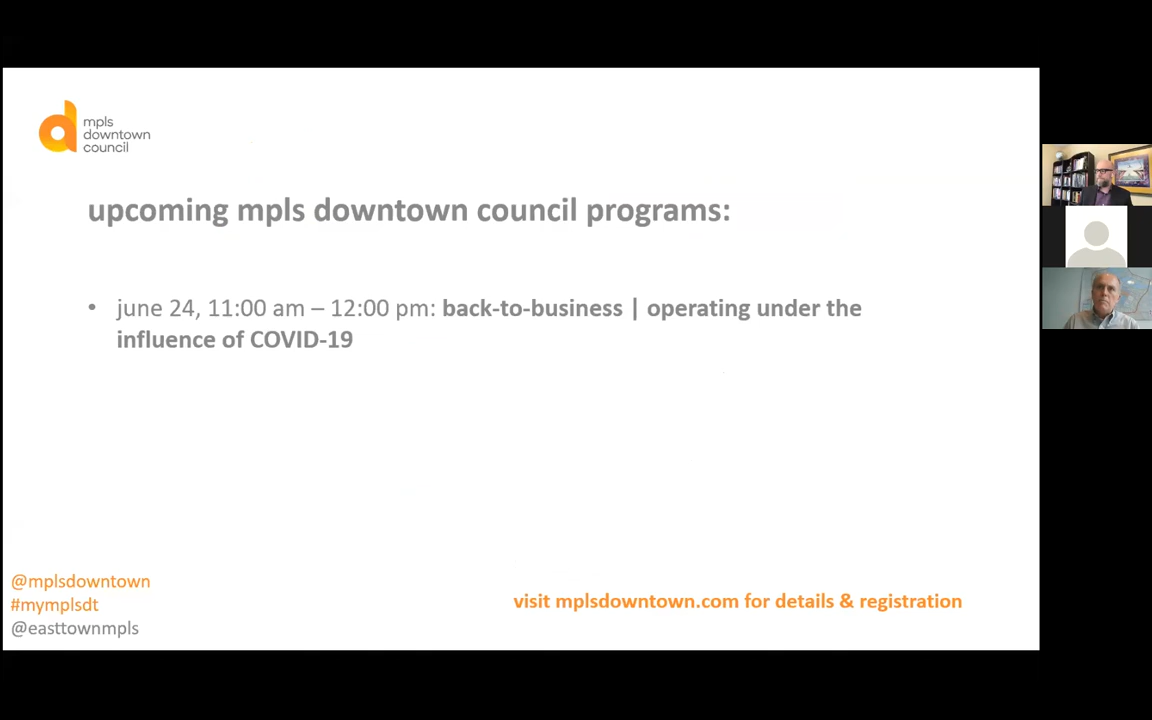 mpls
downtown
council
upcoming mpls downtown council programs:
• june 24, 11:00 am – 12:00 pm: back-to-business | operating under the
influence of COVID-19
@mplsdowntown
#mymplsdt
@easttownmpls
visit mplsdowntown.com for details & registration